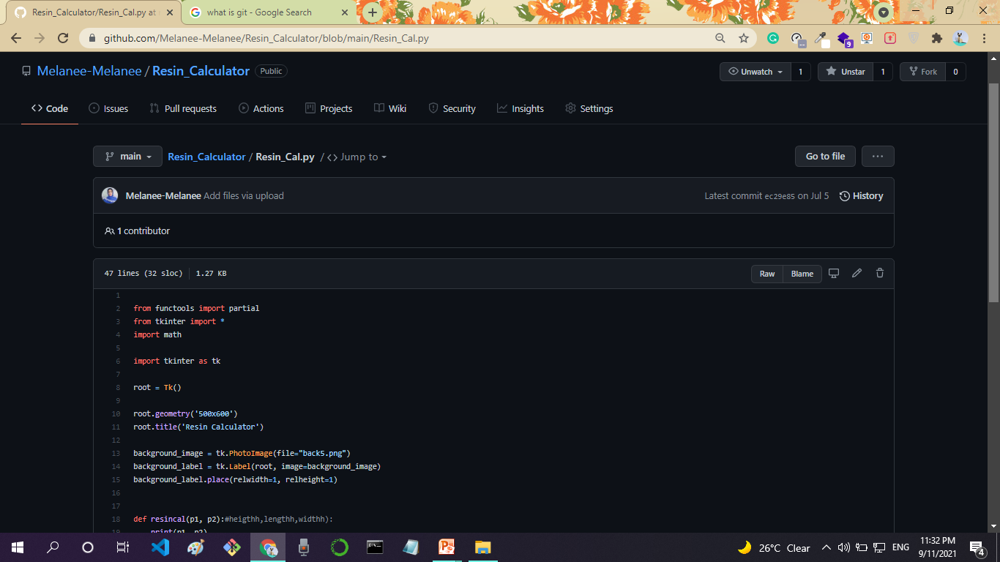 Resin_Calculator/Resin_Cal.py at
what is git - Google Search
github.com/Melanee-Melanee/Resin_Calculator/blob/main/Resin_Cal.py
9
Melanee-Melanee / Resin_Calculator Public
Unwatch 1 Unstar 1 Fork 0
Code Issues Pull requests Actions Projects Wiki Security Insights Settings
main Resin_Calculator / Resin_Cal.py / <> Jump to
Go to file ...
Melanee-Melanee Add files via upload
Latest commit ec29e85 on Jul 5 History
1 contributor
47 lines (32 sloc) 1.27 KB
Raw Blame
1
2 from functools import partial
3 from tkinter import *
4 import math
5
6 import tkinter as tk
7
8 root = Tk()
9
10 root.geometry('500x600')
11 root.title('Resin Calculator')
12
13 background_image = tk.PhotoImage(file="back5.png")
14 background_label = tk.Label(root, image=background_image)
15 background_label.place(relwidth=1, relheight=1)
16
17
18 def resincal(p1, p2):#heigthh,lengthh,widthh):
19 print(p1, p2)
26°C Clear
ENG
11:32 PM
9/11/2021
4